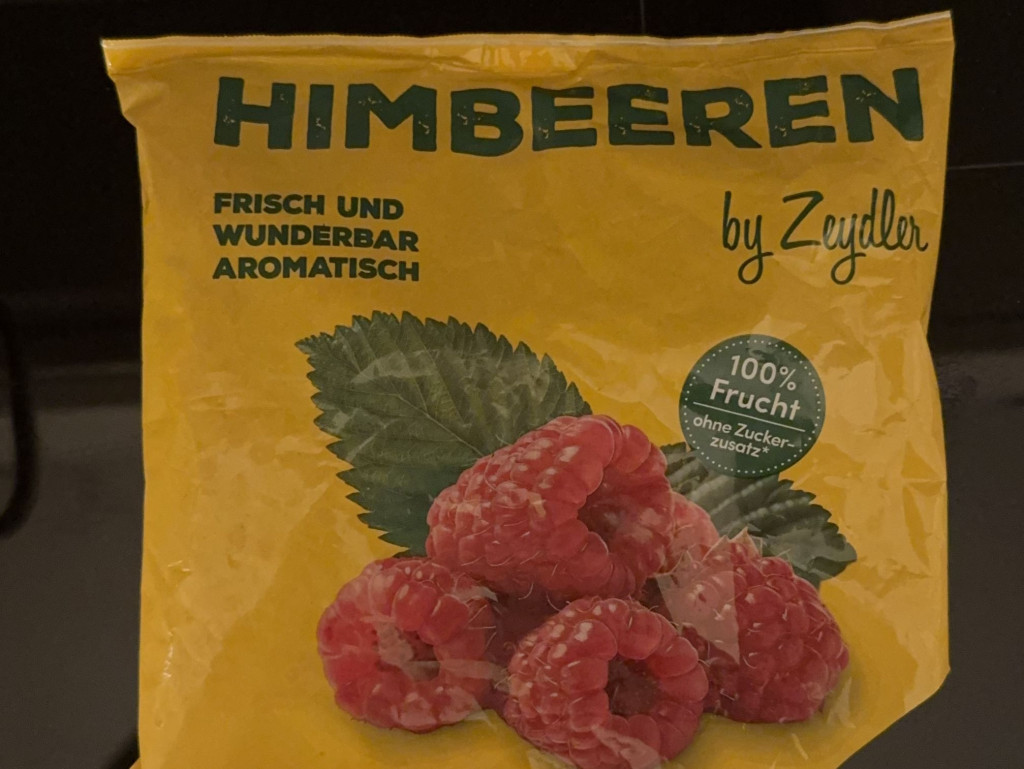 HIMBEEREN
by Zeydler
FRISCH UND
WUNDERBAR
AROMATISCH
100%
Frucht
ohne Zucker-
zusatz*